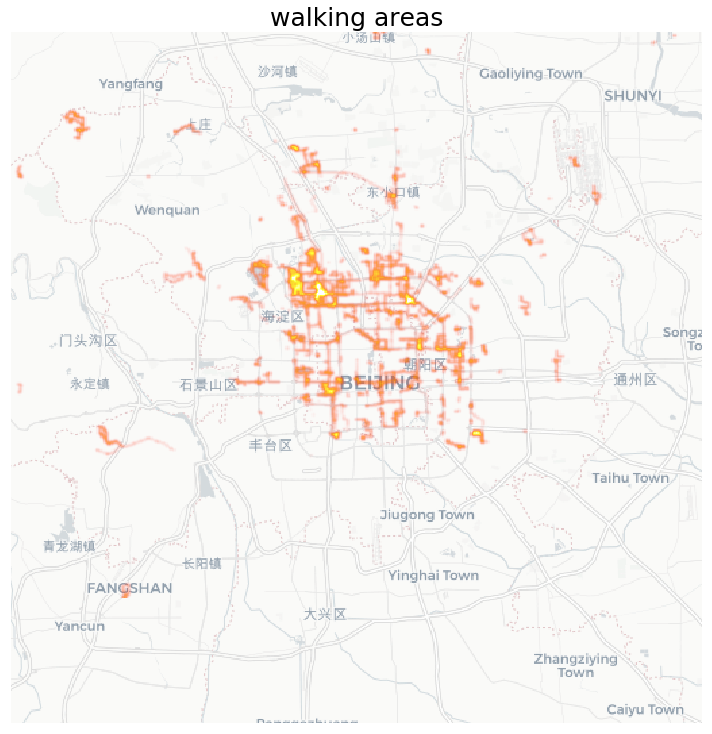 walking areas
小汤山镇
沙河镇
Gaoliying Town
Yangfang
SHUNYI
上庄
东小口镇
Wenquan
海淀区
门头沟区
Songz
To
朝阳区
永定镇
石景山区
BEIJING
通州区
丰台区
Taihu Town
Jiugong Town
青龙湖镇
长阳镇
Yinghai Town
FANGSHAN
大兴区
Yancun
Zhangziying
Town
Caiyu Town